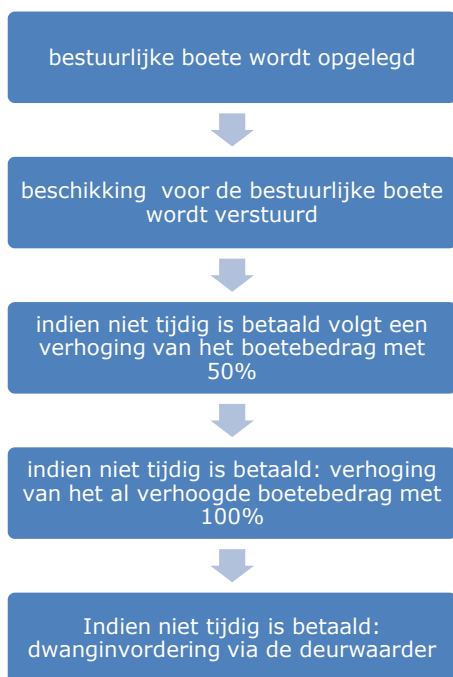 bestuurlijke boete wordt opgelegd
beschikking  voor de bestuurlijke boete
wordt verstuurd
indien niet tijdig is betaald volgt een
verhoging van het boetebedrag met
50%
indien niet tijdig is betaald: verhoging
van het al verhoogde boetebedrag met
100%
Indien niet tijdig is betaald:
dwanginvordering via de deurwaarder